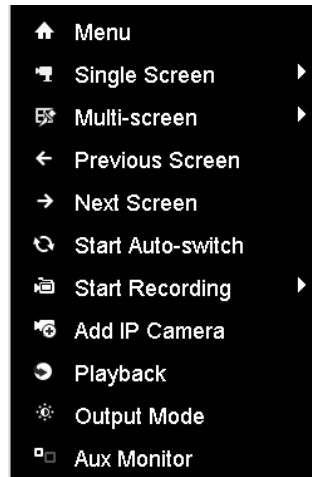 Menu
Single Screen
Multi-screen
Previous Screen
Next Screen
Start Auto-switch
Start Recording
Add IP Camera
Playback
Output Mode
Aux Monitor